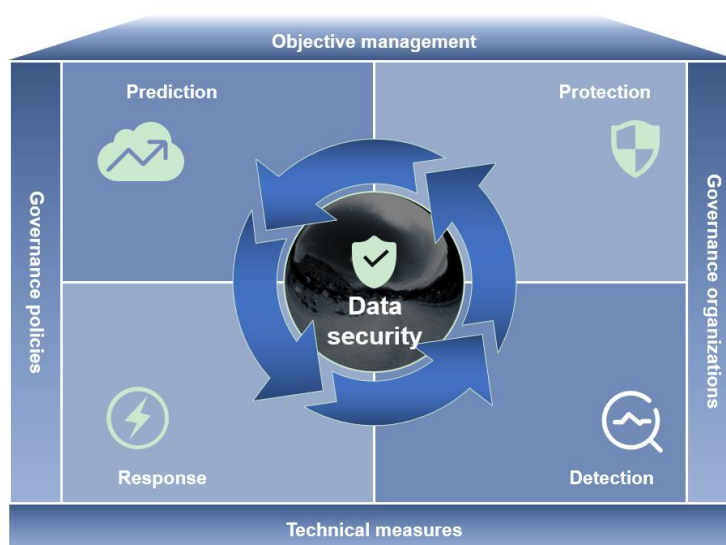 Objective management
Prediction
Protection
Governance policies
Governance organizations
Data
security
Response
Detection
Technical measures